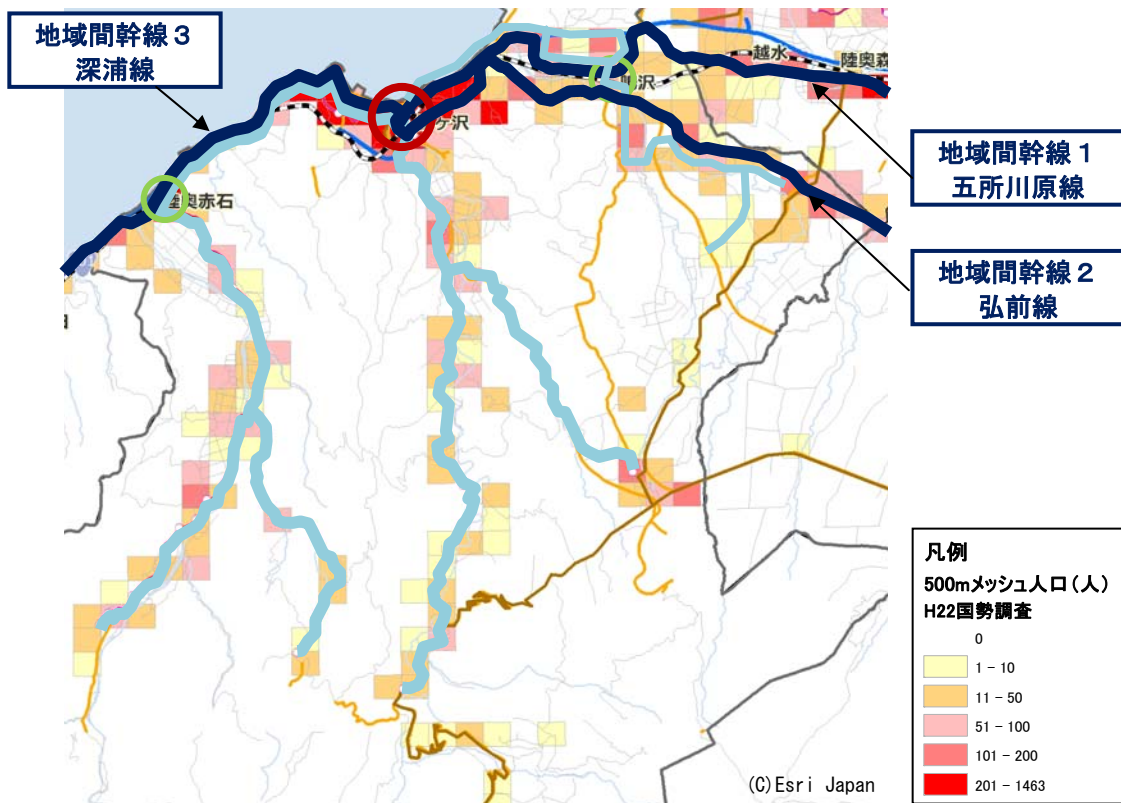 地域間幹線３
深浦線
越水
陸奥森
鳴沢
ヶ沢
陸奥赤石
地域間幹線１
五所川原線
地域間幹線２
弘前線
凡例
500mメッシュ人口（人）
H22国勢調査
0
1 - 10
11 - 50
51 - 100
101 - 200
201 - 1463
(C)Esri Japan